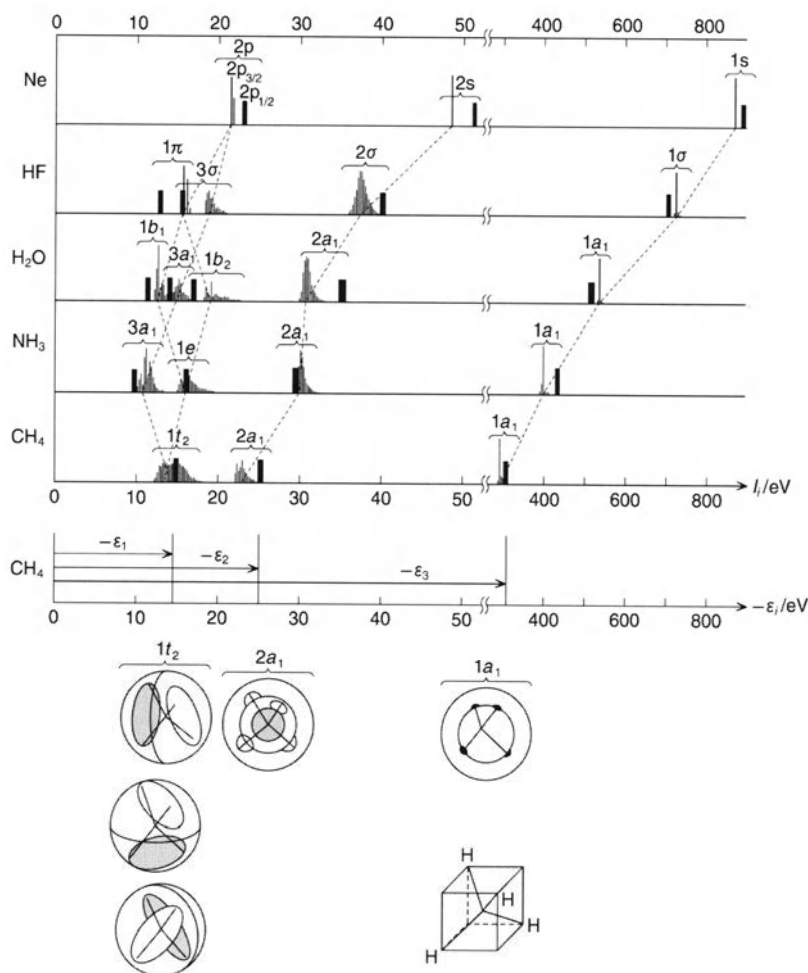 0 10 20 30 40 50 400 600 800
Ne
2p
2p3/2
2p1/2
2s
1s
HF
1π
3σ
2σ
1σ
H2O
1b1
3a1
1b2
2a1
1a1
NH3
3a1
1e
2a1
1a1
CH4
1t2
2a1
1a1
0 10 20 30 40 50 400 600 800 Ii/eV
CH4
−ε1
−ε2
−ε3
0 10 20 30 40 50 400 600 800 −εi/eV
1t2
2a1
1a1
H
H
H
H